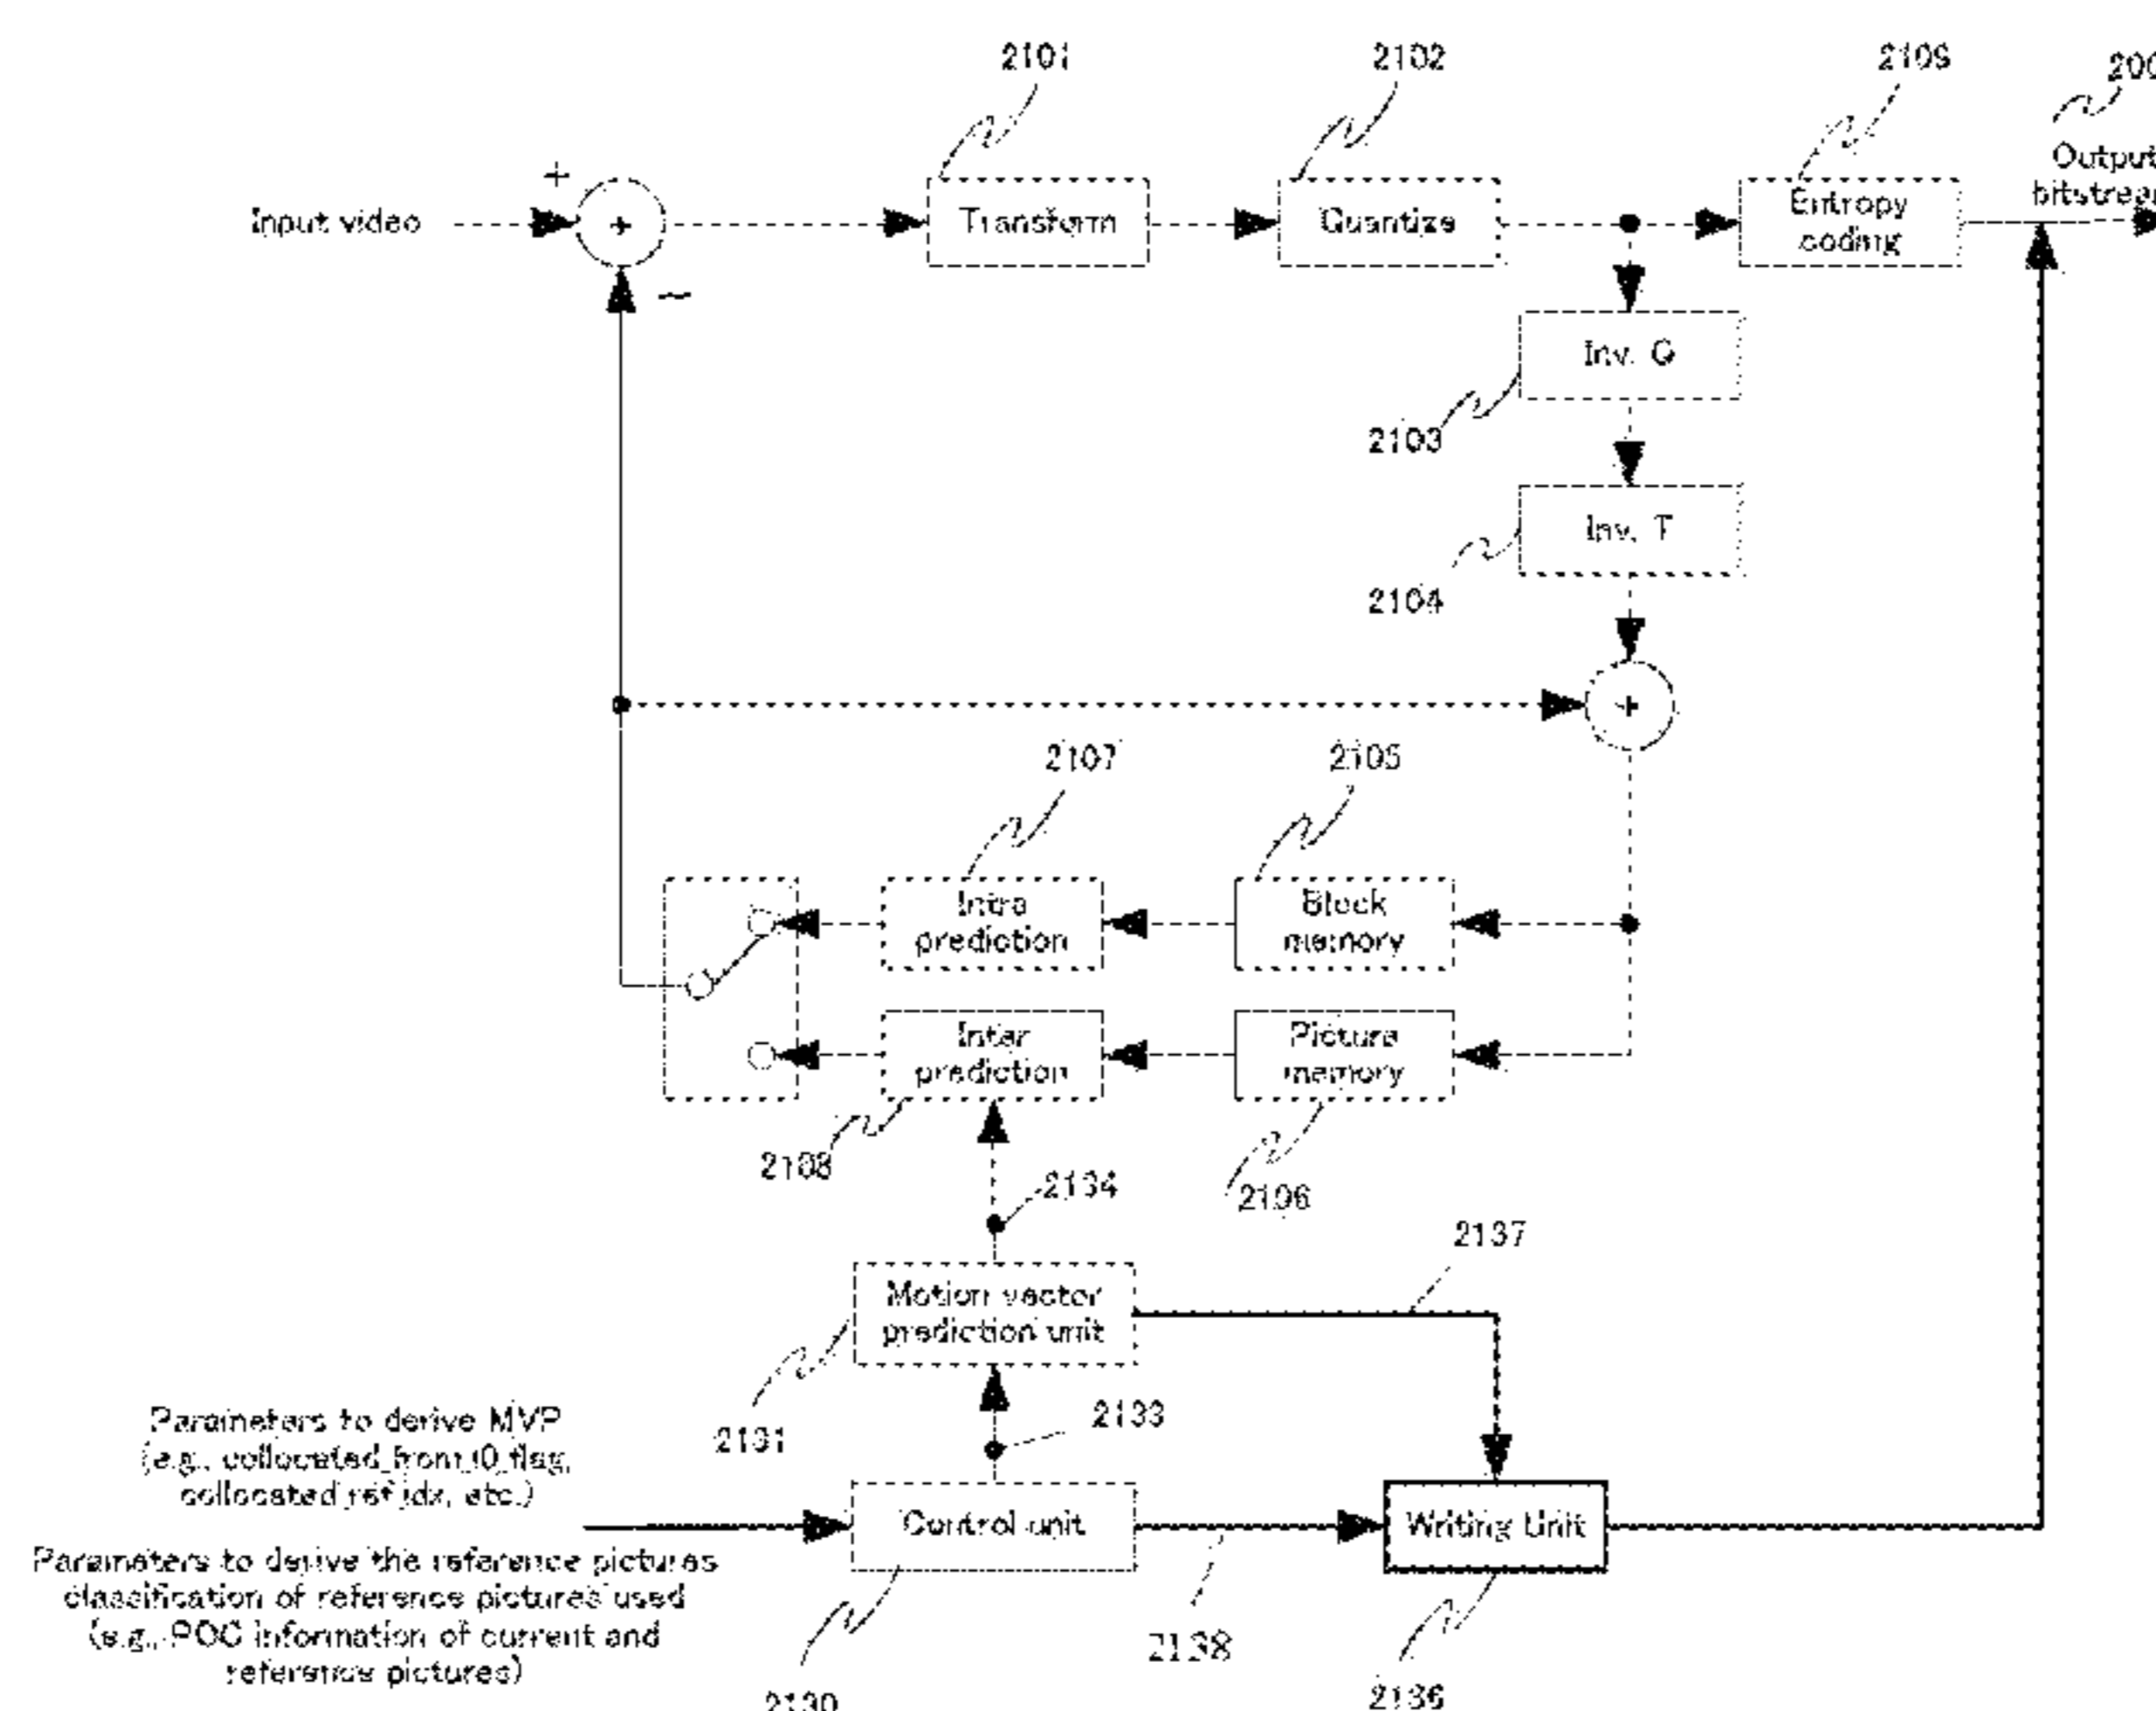 2101
2102
2109
200
Output
bitstream
+
Input video
+
Transform
Quantize
Entropy
coding
−
Inv. Q
2103
Inv. T
2104
+
2107
2105
Intra
prediction
Block
memory
Inter
prediction
Picture
memory
2108
2106
2134
2137
Motion vector
prediction unit
2131
2133
Parameters to derive MVP
(e.g., collocated_from_l0_flag,
collocated_ref_idx, etc.)
Control unit
Writing Unit
Parameters to derive the reference pictures
classification of reference pictures used
(e.g., POC information of current and
reference pictures)
2138
2130
2136